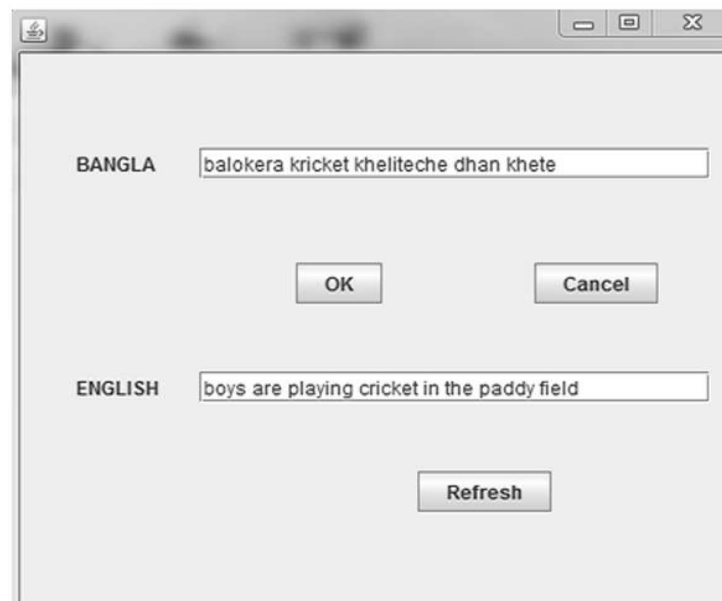 BANGLA balokera kricket kheliteche dhan khete
OK Cancel
ENGLISH boys are playing cricket in the paddy field
Refresh